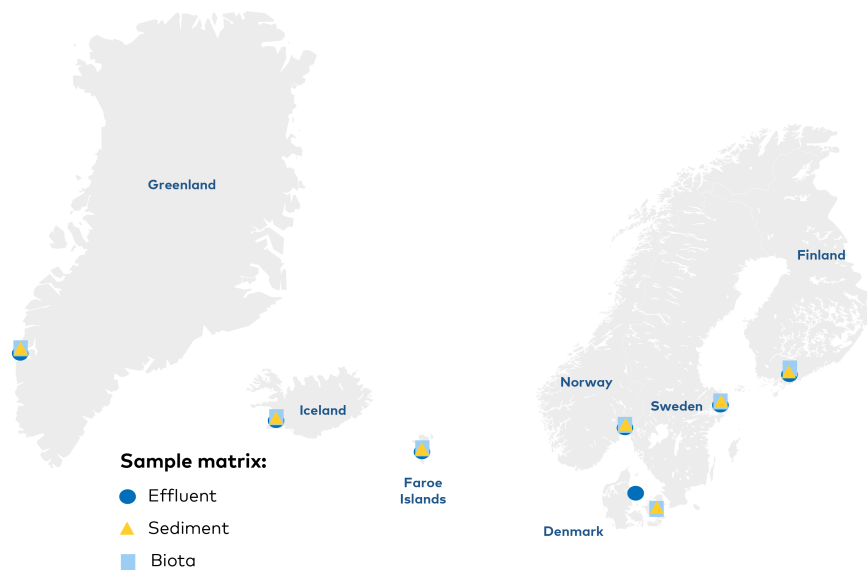 Greenland
Finland
Norway
Iceland
Sweden
Sample matrix:
Faroe
Islands
Effluent
Sediment
Denmark
Biota